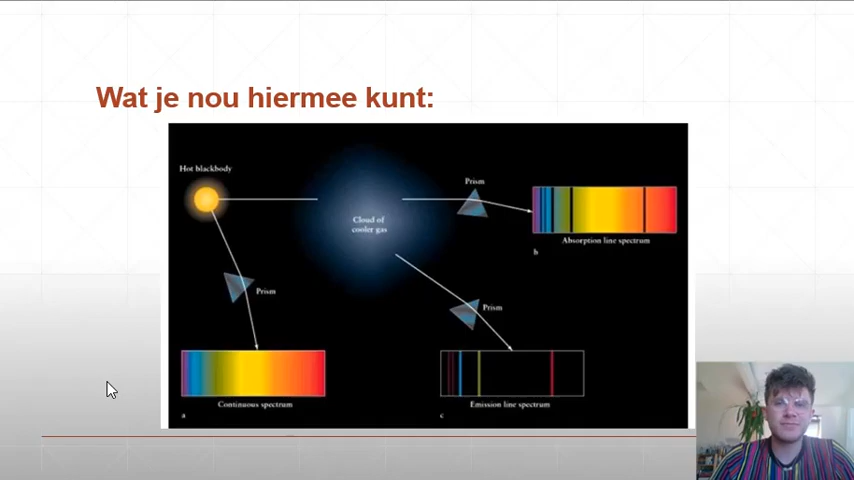 Wat je nou hiermee kunt:
Hot blackbody
Prism
Cloud of
cooler gas
Absorption line spectrum
b
Prism
Prism
Continuous spectrum
a
Emission line spectrum
c